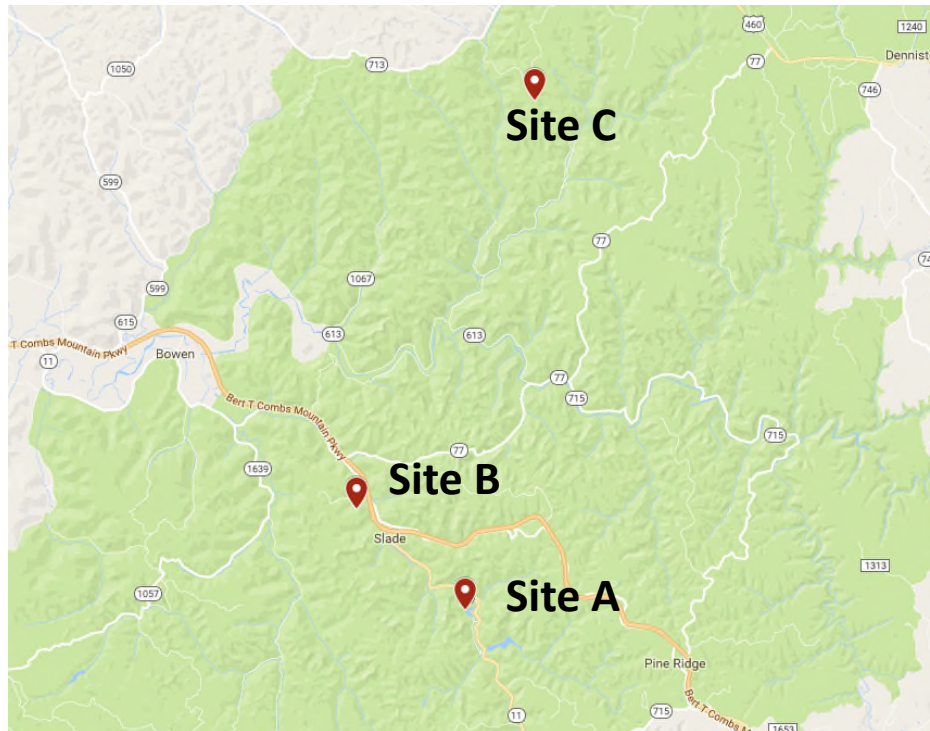 460
1240
Dennisto
77
713
1050
746
Site C
599
77
74
1067
599
615
613
613
T Combs Mountain Pkwy
Bowen
11
77
Bert T Combs Mountain Pkwy
715
715
77
1639
Site B
Slade
1313
1057
Site A
Pine Ridge
Bert T Combs M
715
11
1653